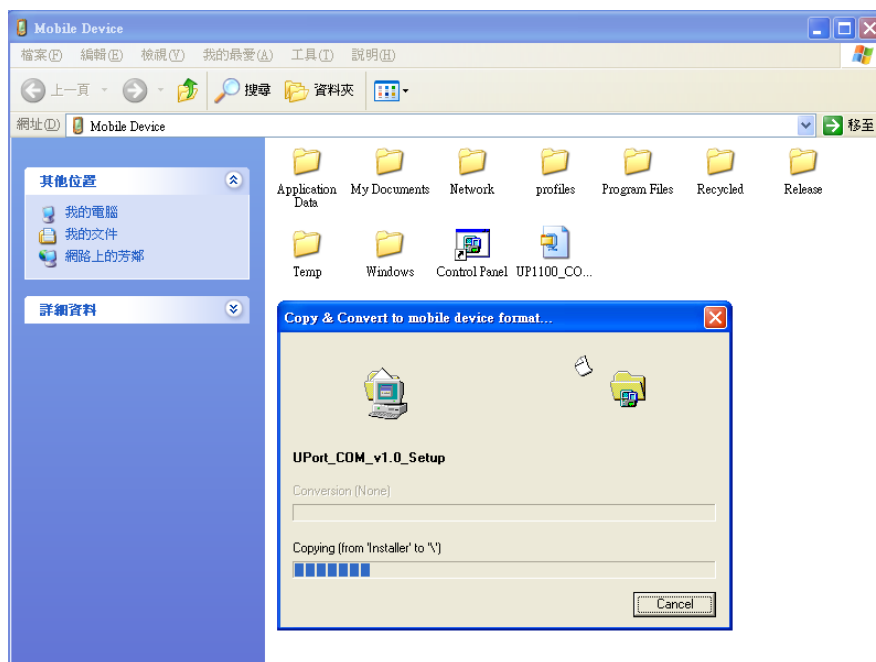 Mobile Device
檔案(F) 編輯(E) 檢視(V) 我的最愛(A) 工具(T) 說明(H)
上一頁 搜尋 資料夾
網址(D) Mobile Device 移至
其他位置
我的電腦
我的文件
網路上的芳鄰
詳細資料
Application Data
My Documents
Network
profiles
Program Files
Recycled
Release
Temp
Windows
Control Panel
UP1100_CO...
Copy & Convert to mobile device format...
UPort_COM_v1.0_Setup
Conversion (None)
Copying (from 'Installer' to '\')
Cancel